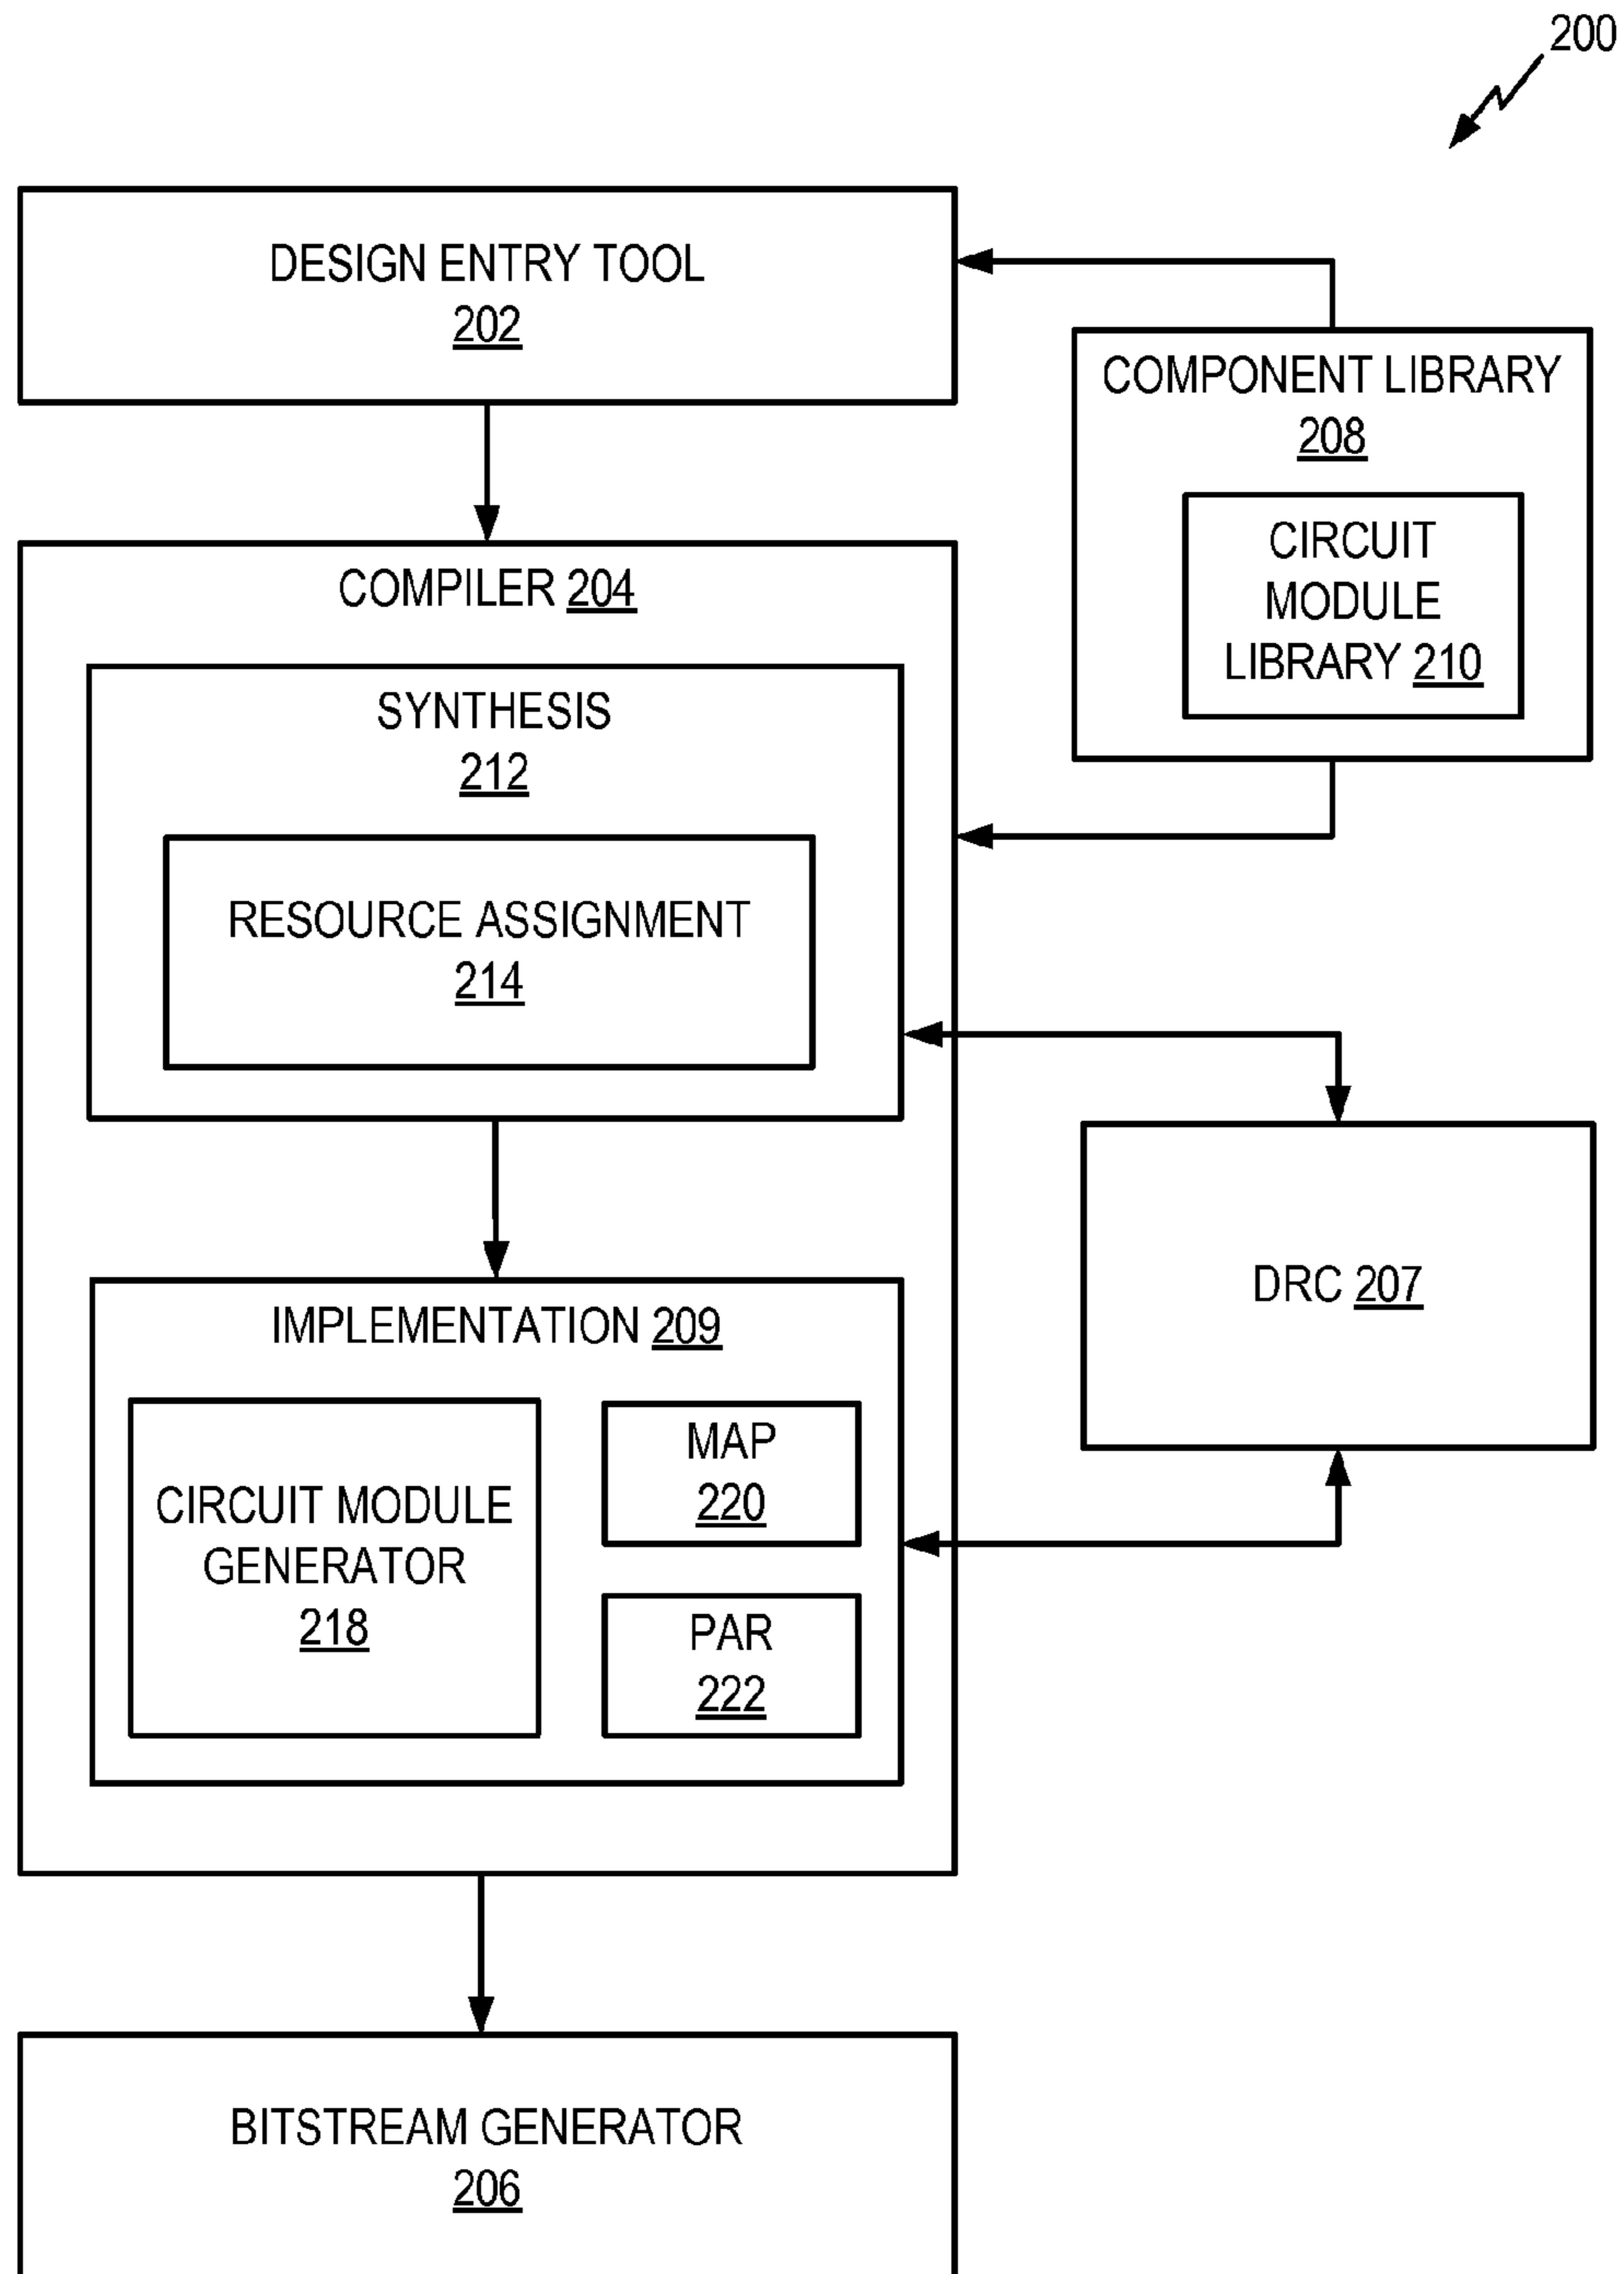 200
DESIGN ENTRY TOOL
202
COMPONENT LIBRARY
208
CIRCUIT
MODULE
LIBRARY 210
COMPILER 204
SYNTHESIS
212
RESOURCE ASSIGNMENT
214
DRC 207
IMPLEMENTATION 209
CIRCUIT MODULE
GENERATOR
218
MAP
220
PAR
222
BITSTREAM GENERATOR
206